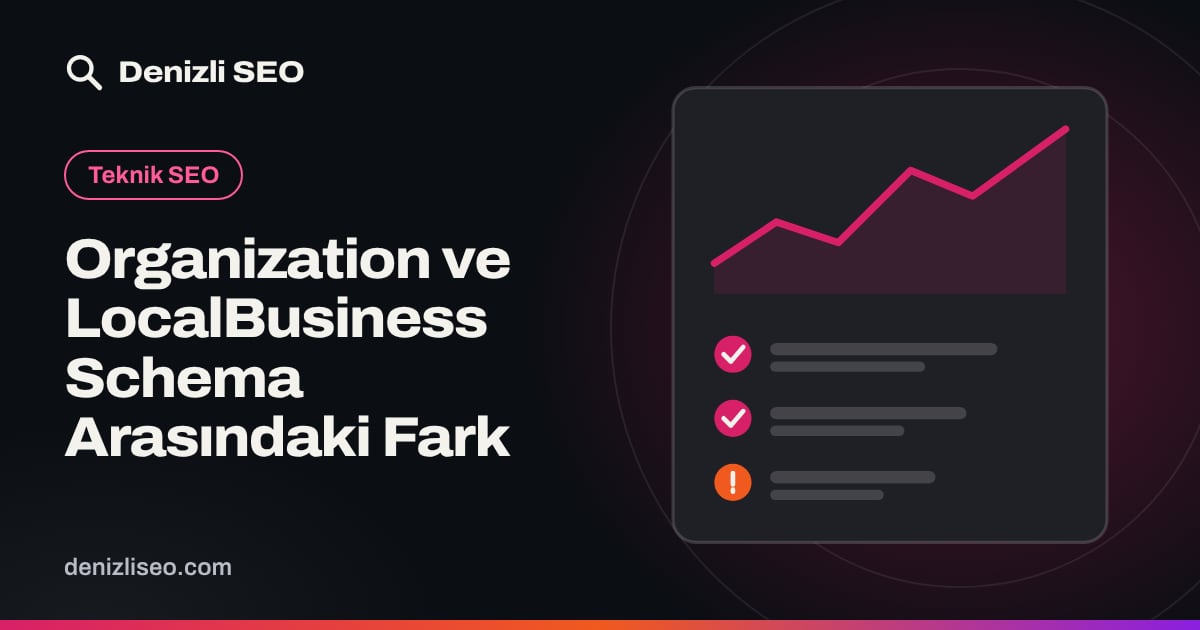 Denizli SEO
Teknik SEO
Organization ve
LocalBusiness
Schema
Arasındaki Fark
denizliseo.com